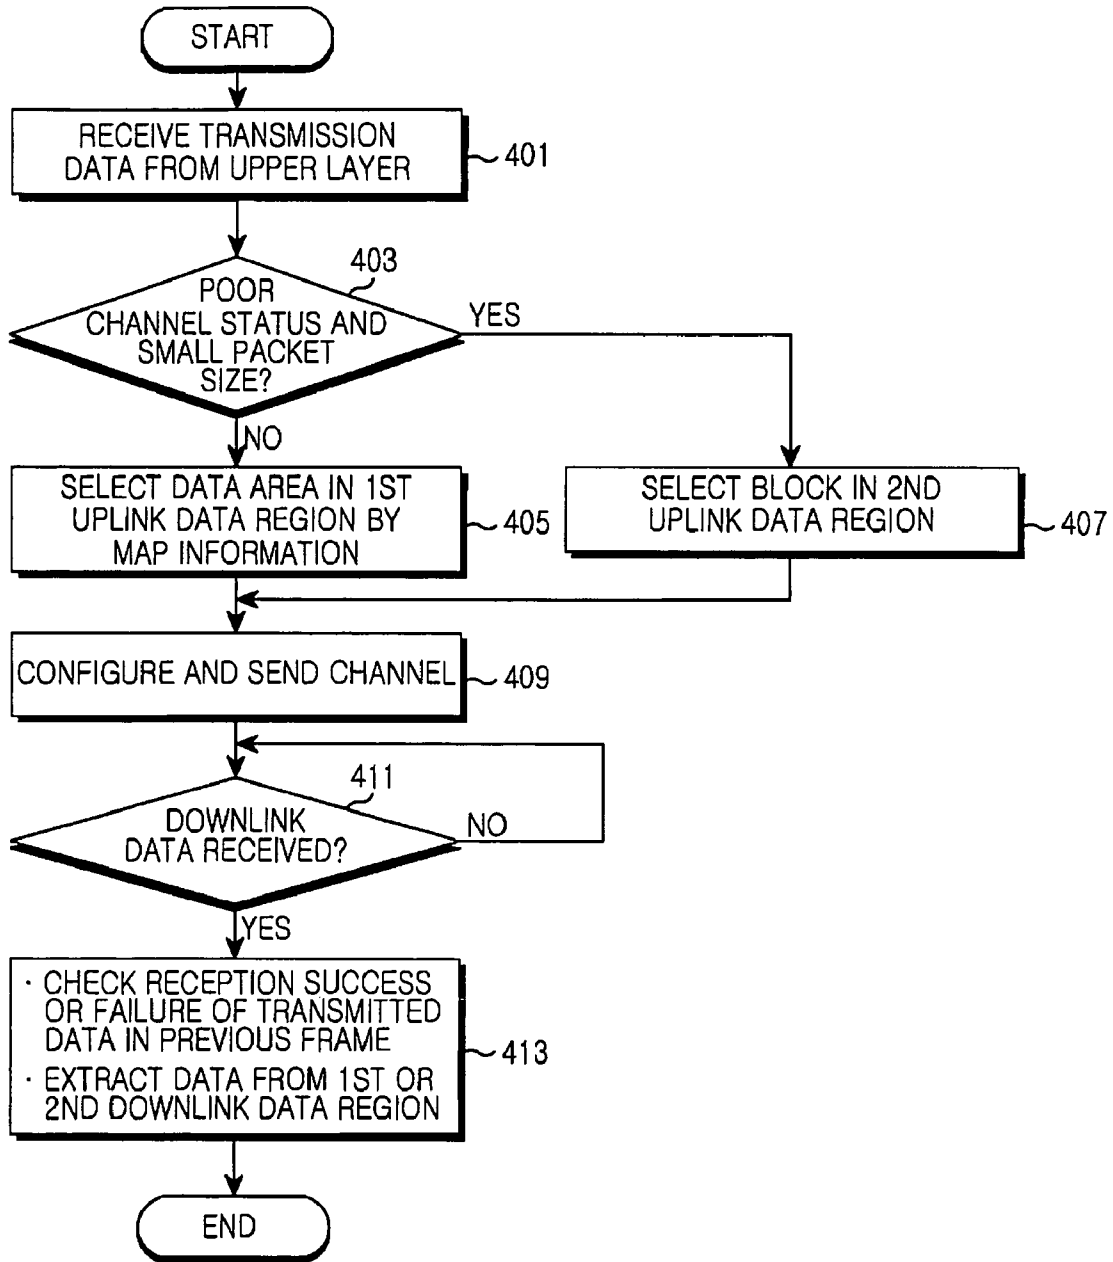 START
RECEIVE TRANSMISSION
DATA FROM UPPER LAYER
401
403
POOR
CHANNEL STATUS AND
SMALL PACKET
SIZE?
YES
NO
SELECT DATA AREA IN 1ST
UPLINK DATA REGION BY
MAP INFORMATION
405
SELECT BLOCK IN 2ND
UPLINK DATA REGION
407
CONFIGURE AND SEND CHANNEL
409
411
DOWNLINK
DATA RECEIVED?
NO
YES
· CHECK RECEPTION SUCCESS
OR FAILURE OF TRANSMITTED
DATA IN PREVIOUS FRAME
· EXTRACT DATA FROM 1ST OR
2ND DOWNLINK DATA REGION
413
END